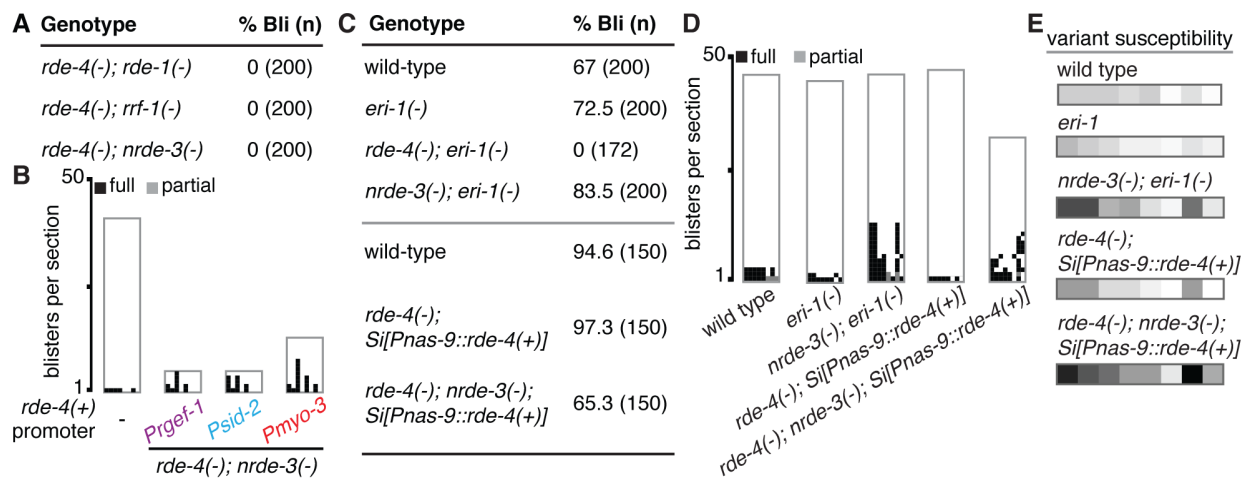 A
Genotype % Bli (n)
rde-4(-); rde-1(-) 0 (200)
rde-4(-); rrf-1(-) 0 (200)
rde-4(-); nrde-3(-) 0 (200)
B
50
full partial
blisters per section
1
rde-4(+)
promoter
-
Prgef-1
Psid-2
Pmyo-3
rde-4(-); nrde-3(-)
C
Genotype % Bli (n)
wild-type 67 (200)
eri-1(-) 72.5 (200)
rde-4(-); eri-1(-) 0 (172)
nrde-3(-); eri-1(-) 83.5 (200)
wild-type 94.6 (150)
rde-4(-);
Si[Pnas-9::rde-4(+)] 97.3 (150)
rde-4(-); nrde-3(-);
Si[Pnas-9::rde-4(+)] 65.3 (150)
D
50
full partial
blisters per section
1
wild type
eri-1(-)
nrde-3(-); eri-1(-)
rde-4(-); Si[Pnas-9::rde-4(+)]
rde-4(-); nrde-3(-); Si[Pnas-9::rde-4(+)]
E
variant susceptibility
wild type
eri-1
nrde-3(-); eri-1(-)
rde-4(-);
Si[Pnas-9::rde-4(+)]
rde-4(-); nrde-3(-);
Si[Pnas-9::rde-4(+)]